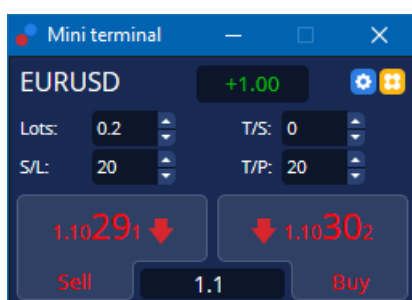 Mini terminal
EURUSD +1.00
Lots: 0.2 T/S: 0
S/L: 20 T/P: 20
1.10291 1.10302
Sell 1.1 Buy